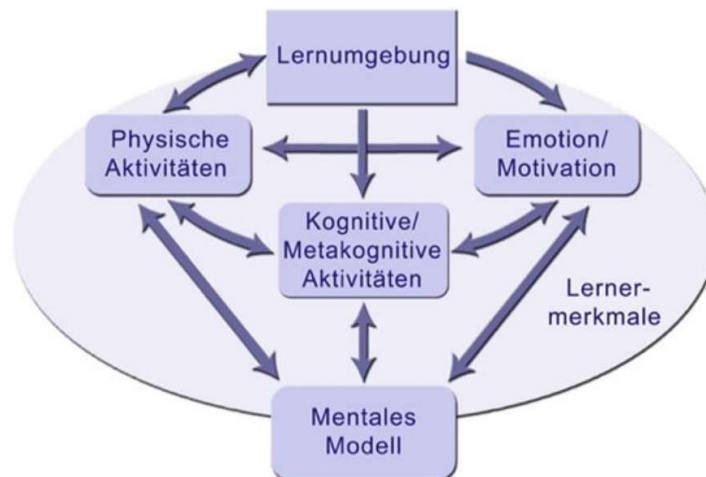 Lernumgebung
Physische
Aktivitäten
Emotion/
Motivation
Kognitive/
Metakognitive
Aktivitäten
Lerner-
merkmale
Mentales
Modell